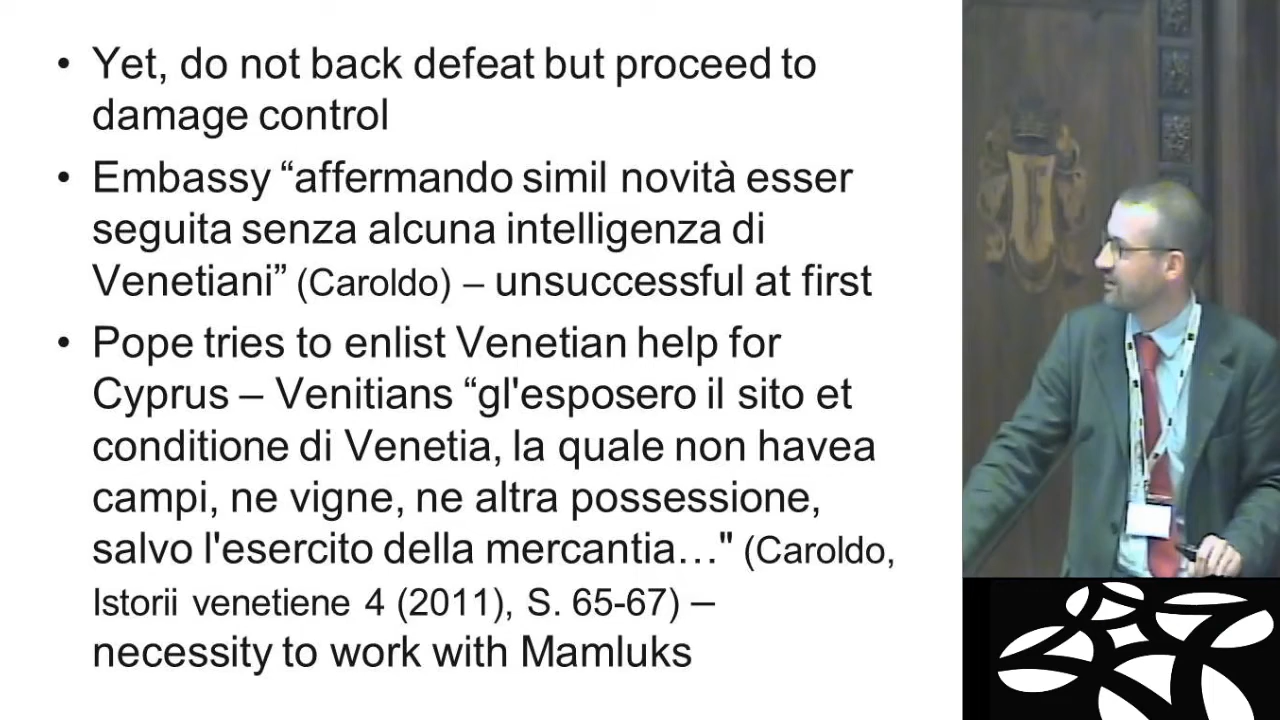 • Yet, do not back defeat but proceed to
damage control
• Embassy “affermando simil novità esser
seguita senza alcuna intelligenza di
Venetiani” (Caroldo) – unsuccessful at first
• Pope tries to enlist Venetian help for
Cyprus – Venitians “gl'esposero il sito et
conditione di Venetia, la quale non havea
campi, ne vigne, ne altra possessione,
salvo l'esercito della mercantia…" (Caroldo,
Istorii venetiene 4 (2011), S. 65-67) –
necessity to work with Mamluks